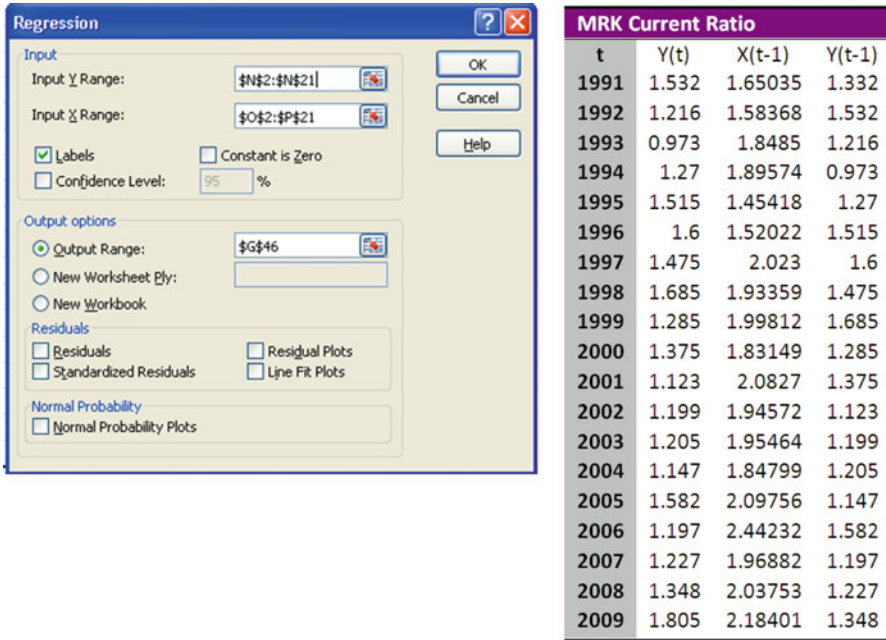 Regression
Input
Input Y Range: $N$2:$N$21
Input X Range: $O$2:$P$21
Labels Constant is Zero
Confidence Level: 95 %
Output options
Output Range: $G$46
New Worksheet Ply:
New Workbook
Residuals
Residuals Residual Plots
Standardized Residuals Line Fit Plots
Normal Probability
Normal Probability Plots
OK
Cancel
Help
MRK Current Ratio
t Y(t) X(t-1) Y(t-1)
1991 1.532 1.65035 1.332
1992 1.216 1.58368 1.532
1993 0.973 1.8485 1.216
1994 1.27 1.89574 0.973
1995 1.515 1.45418 1.27
1996 1.6 1.52022 1.515
1997 1.475 2.023 1.6
1998 1.685 1.93359 1.475
1999 1.285 1.99812 1.685
2000 1.375 1.83149 1.285
2001 1.123 2.0827 1.375
2002 1.199 1.94572 1.123
2003 1.205 1.95464 1.199
2004 1.147 1.84799 1.205
2005 1.582 2.09756 1.147
2006 1.197 2.44232 1.582
2007 1.227 1.96882 1.197
2008 1.348 2.03753 1.227
2009 1.805 2.18401 1.348